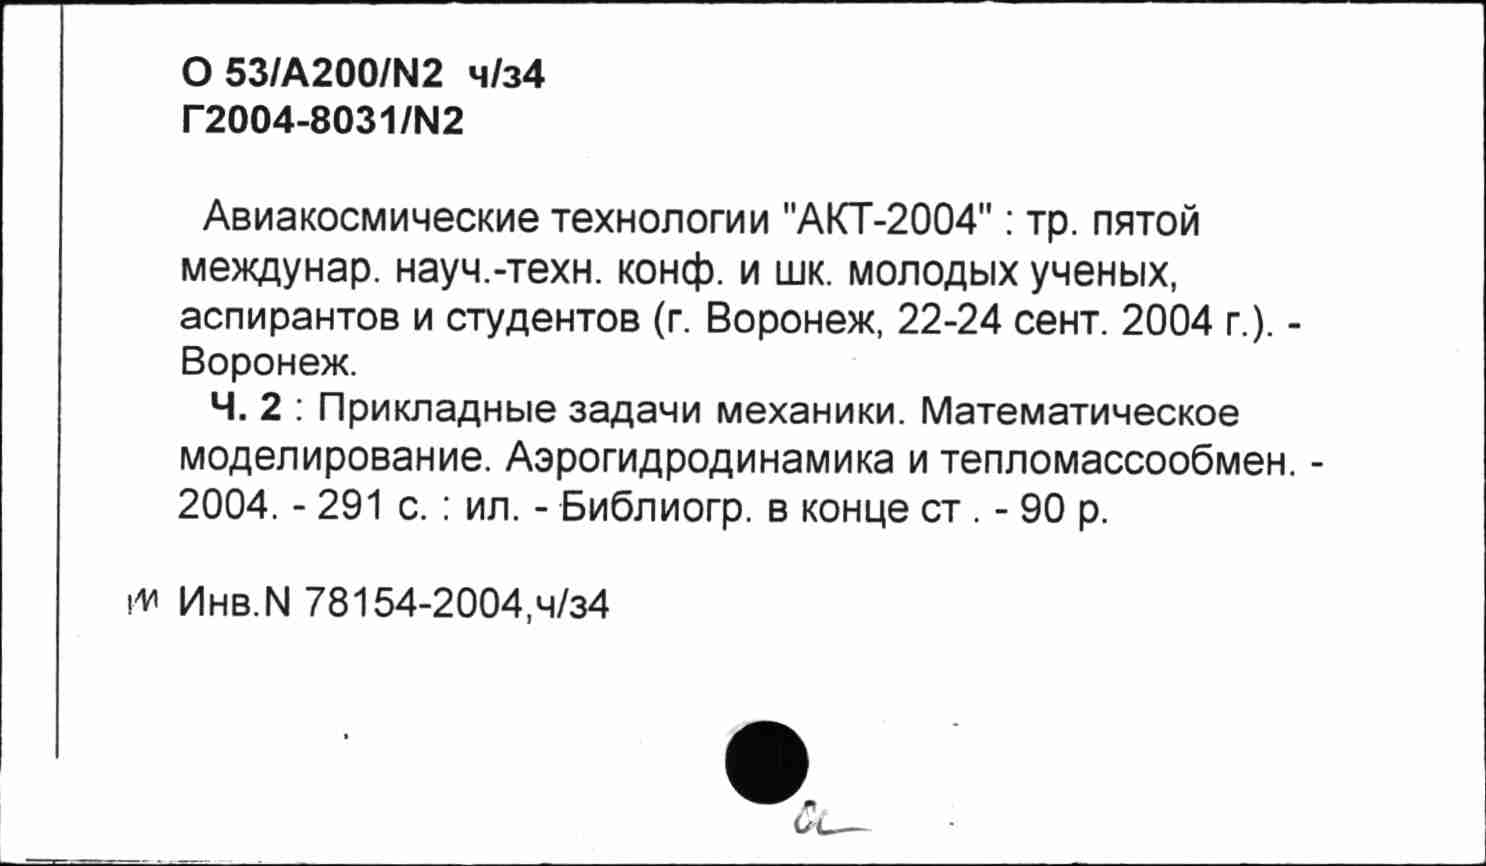 О 53/А200/N2 ч/з4
Г2004-8031/N2
Авиакосмические технологии "АКТ-2004" : тр. пятой
междунар. науч.-техн. конф. и шк. молодых ученых,
аспирантов и студентов (г. Воронеж, 22-24 сент. 2004 г.). -
Воронеж.
Ч. 2 : Прикладные задачи механики. Математическое
моделирование. Аэрогидродинамика и тепломассообмен. -
2004. - 291 с. : ил. - Библиогр. в конце ст . - 90 р.
Инв.N 78154-2004,ч/з4